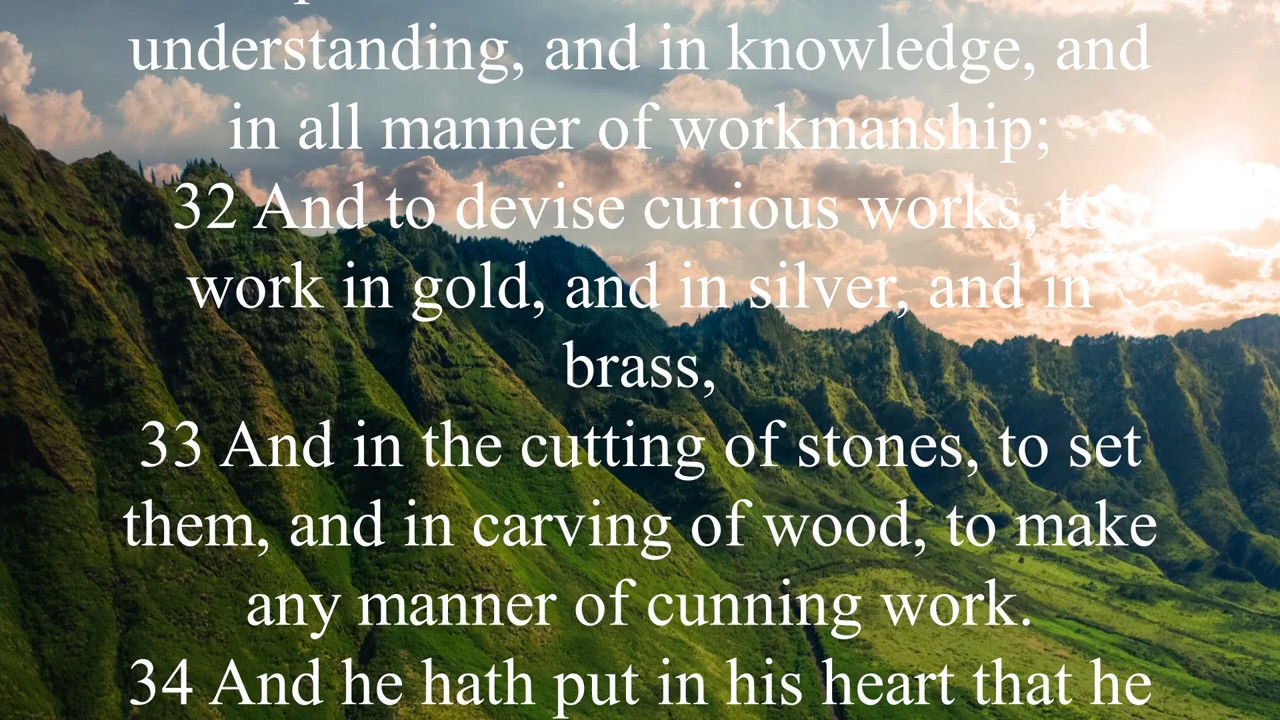 understanding, and in knowledge, and
in all manner of workmanship;
32 And to devise curious works, to
work in gold, and in silver, and in
brass,
33 And in the cutting of stones, to set
them, and in carving of wood, to make
any manner of cunning work.
34 And he hath put in his heart that he